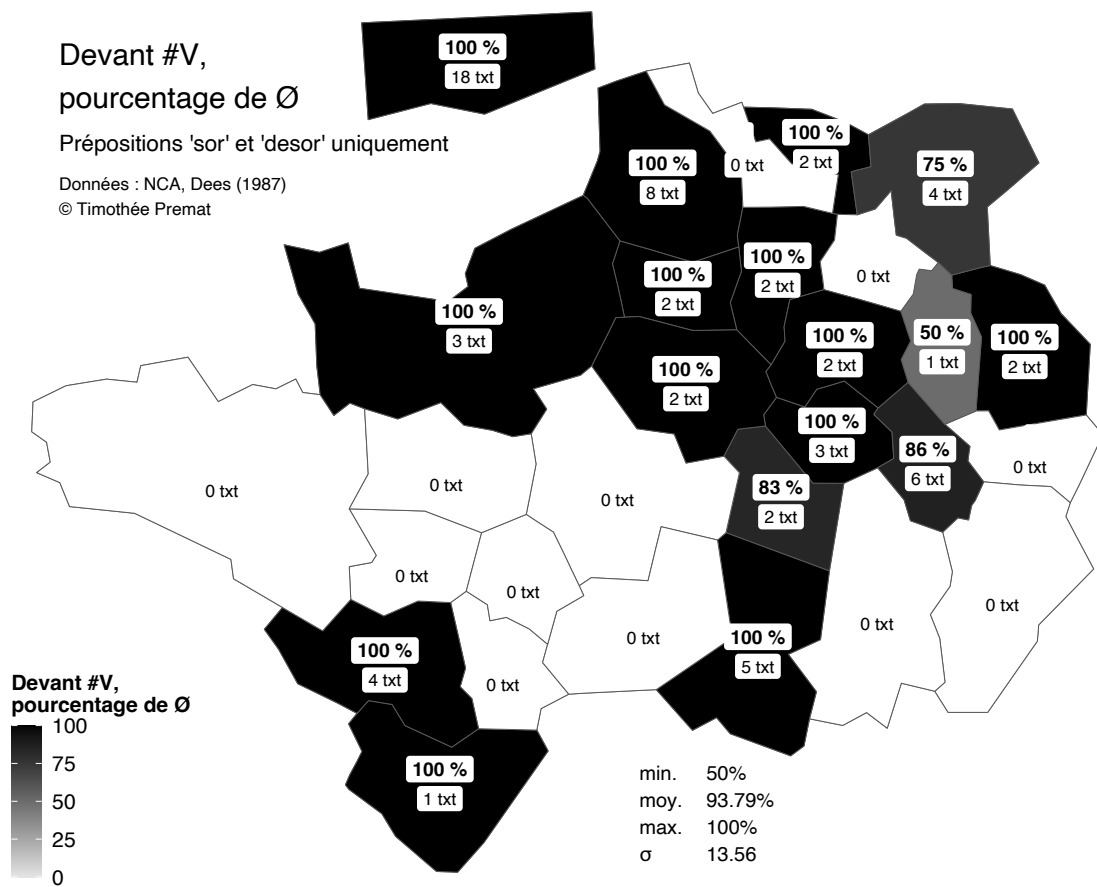 Devant #V,
pourcentage de Ø
Prépositions 'sor' et 'desor' uniquement
Données : NCA, Dees (1987)
© Timothée Premat
100 %
18 txt
100 %
2 txt
0 txt
100 %
8 txt
75 %
4 txt
100 %
2 txt
0 txt
100 %
2 txt
100 %
3 txt
100 %
2 txt
50 %
1 txt
100 %
2 txt
100 %
2 txt
100 %
3 txt
86 %
6 txt
0 txt
83 %
2 txt
0 txt
0 txt
0 txt
0 txt
0 txt
0 txt
0 txt
0 txt
100 %
5 txt
100 %
4 txt
0 txt
100 %
1 txt
Devant #V,
pourcentage de Ø
100
75
50
25
0
min. 50%
moy. 93.79%
max. 100%
σ 13.56